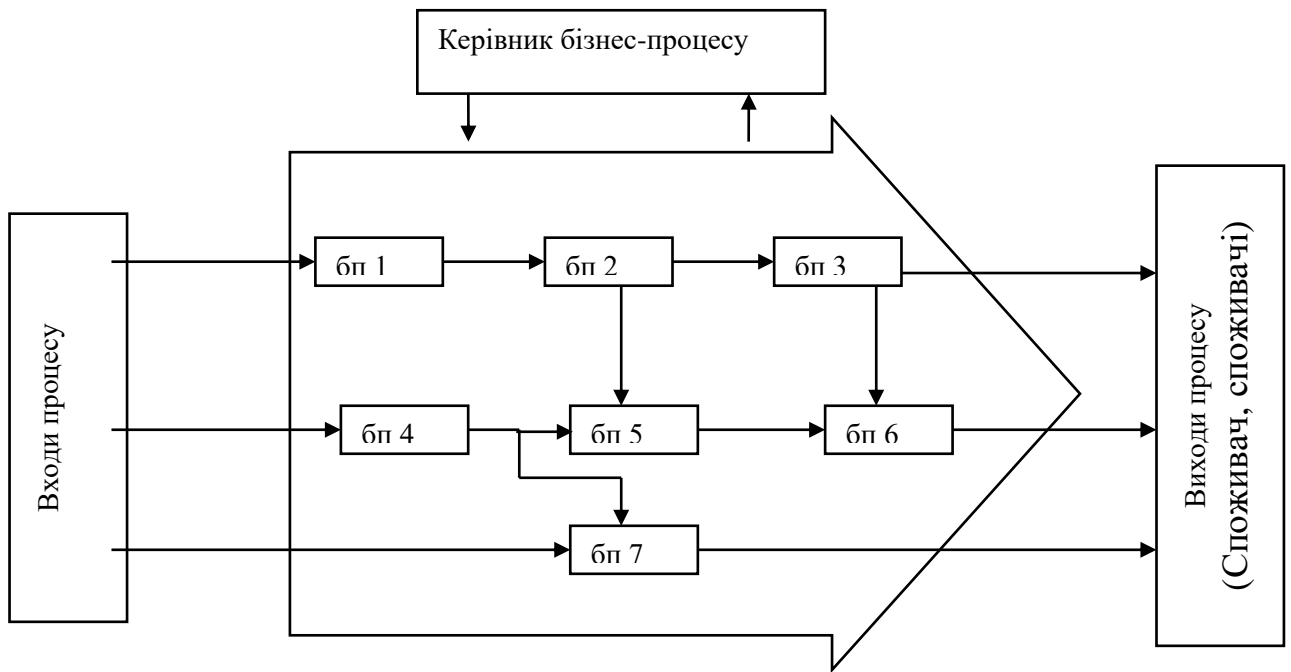 Керівник бізнес-процесу
Входи процесу
бп 1
бп 2
бп 3
бп 4
бп 5
бп 6
бп 7
Виходи процесу
(Споживач, споживачі)